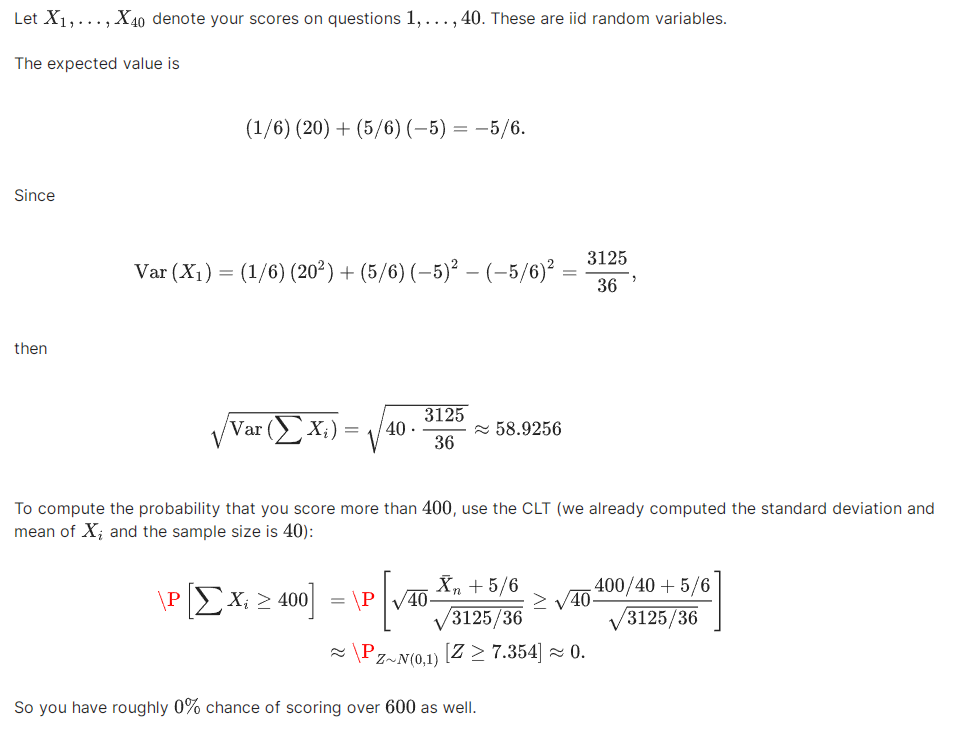 Let $X_1, \ldots, X_{40}$ denote your scores on questions $1, \ldots, 40$. These are iid random variables.
The expected value is
$(1/6)\,(20) + (5/6)\,(-5) = -5/6.$
Since
$\mathrm{Var}\,(X_1) = (1/6)\,(20^2) + (5/6)\,(-5)^2 - (-5/6)^2 = \dfrac{3125}{36},$
then
$\sqrt{\mathrm{Var}\left(\sum X_i\right)} = \sqrt{40 \cdot \dfrac{3125}{36}} \approx 58.9256$
To compute the probability that you score more than $400$, use the CLT (we already computed the standard deviation and
mean of $X_i$ and the sample size is $40$):
$\backslash\mathrm{P}\left[\sum X_i \geq 400\right] = \backslash\mathrm{P}\left[\sqrt{40}\dfrac{\bar{X}_n + 5/6}{\sqrt{3125/36}} \geq \sqrt{40}\dfrac{400/40 + 5/6}{\sqrt{3125/36}}\right]$
$\approx \backslash\mathrm{P}_{Z \sim N(0,1)}\,[Z \geq 7.354] \approx 0.$
So you have roughly $0\%$ chance of scoring over $600$ as well.